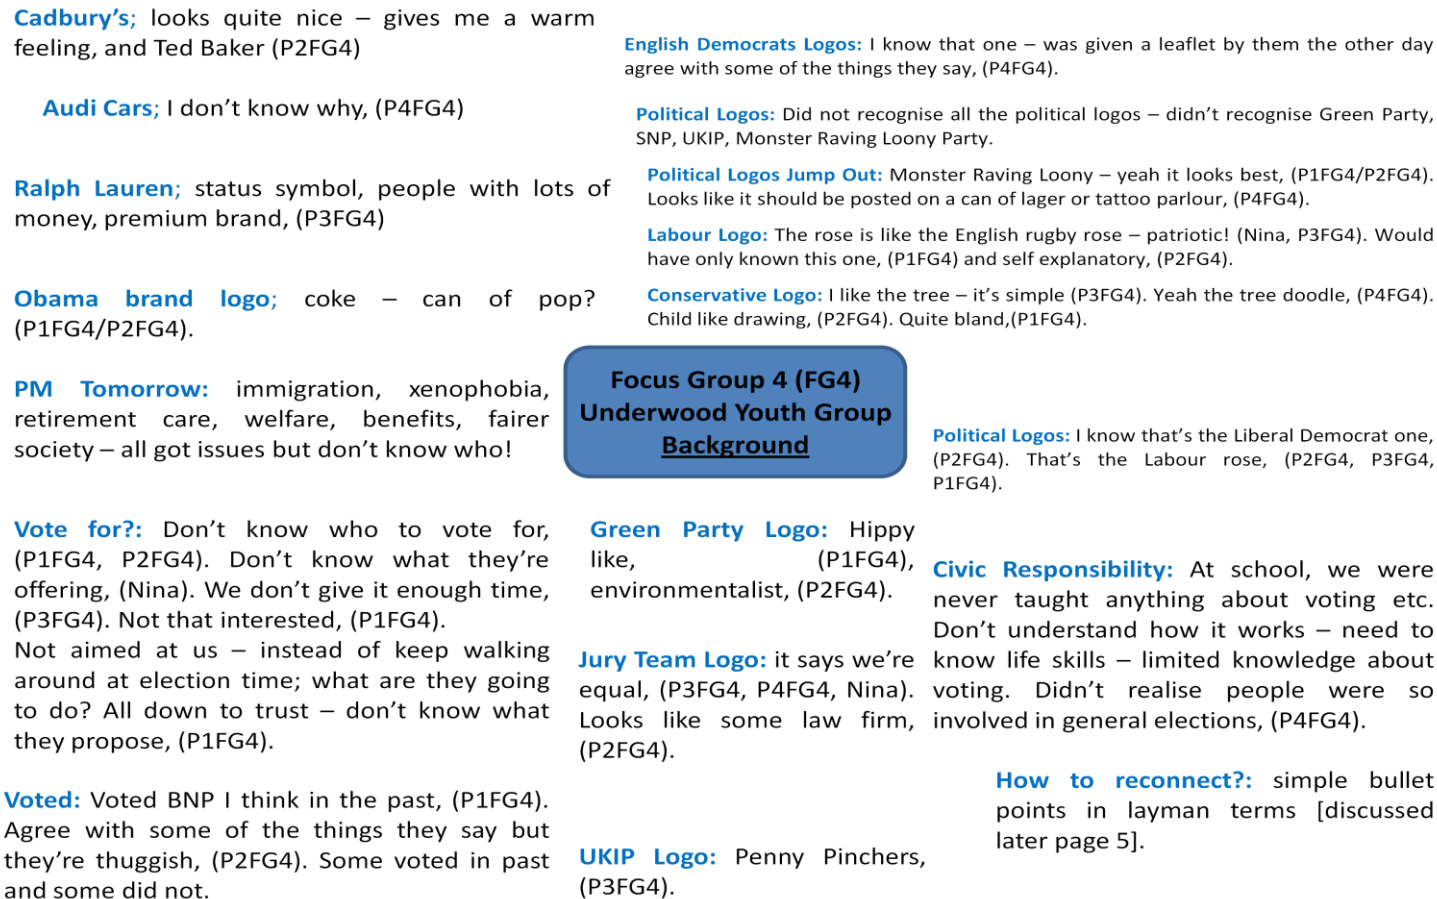 Cadbury's; looks quite nice – gives me a warm
feeling, and Ted Baker (P2FG4)
Audi Cars; I don't know why, (P4FG4)
Ralph Lauren; status symbol, people with lots of
money, premium brand, (P3FG4)
Obama brand logo; coke – can of pop?
(P1FG4/P2FG4).
PM Tomorrow: immigration, xenophobia,
retirement care, welfare, benefits, fairer
society – all got issues but don't know who!
Vote for?: Don't know who to vote for,
(P1FG4, P2FG4). Don't know what they're
offering, (Nina). We don't give it enough time,
(P3FG4). Not that interested, (P1FG4).
Not aimed at us – instead of keep walking
around at election time; what are they going
to do? All down to trust – don't know what
they propose, (P1FG4).
Voted: Voted BNP I think in the past, (P1FG4).
Agree with some of the things they say but
they're thuggish, (P2FG4). Some voted in past
and some did not.
English Democrats Logos: I know that one – was given a leaflet by them the other day
agree with some of the things they say, (P4FG4).
Political Logos: Did not recognise all the political logos – didn't recognise Green Party,
SNP, UKIP, Monster Raving Loony Party.
Political Logos Jump Out: Monster Raving Loony – yeah it looks best, (P1FG4/P2FG4).
Looks like it should be posted on a can of lager or tattoo parlour, (P4FG4).
Labour Logo: The rose is like the English rugby rose – patriotic! (Nina, P3FG4). Would
have only known this one, (P1FG4) and self explanatory, (P2FG4).
Conservative Logo: I like the tree – it's simple (P3FG4). Yeah the tree doodle, (P4FG4).
Child like drawing, (P2FG4). Quite bland,(P1FG4).
Focus Group 4 (FG4)
Underwood Youth Group
Background
Green Party Logo: Hippy
like, (P1FG4),
environmentalist, (P2FG4).
Jury Team Logo: it says we're
equal, (P3FG4, P4FG4, Nina).
Looks like some law firm,
(P2FG4).
UKIP Logo: Penny Pinchers,
(P3FG4).
Political Logos: I know that's the Liberal Democrat one,
(P2FG4). That's the Labour rose, (P2FG4, P3FG4,
P1FG4).
Civic Responsibility: At school, we were
never taught anything about voting etc.
Don't understand how it works – need to
know life skills – limited knowledge about
voting. Didn't realise people were so
involved in general elections, (P4FG4).
How to reconnect?: simple bullet
points in layman terms [discussed
later page 5].